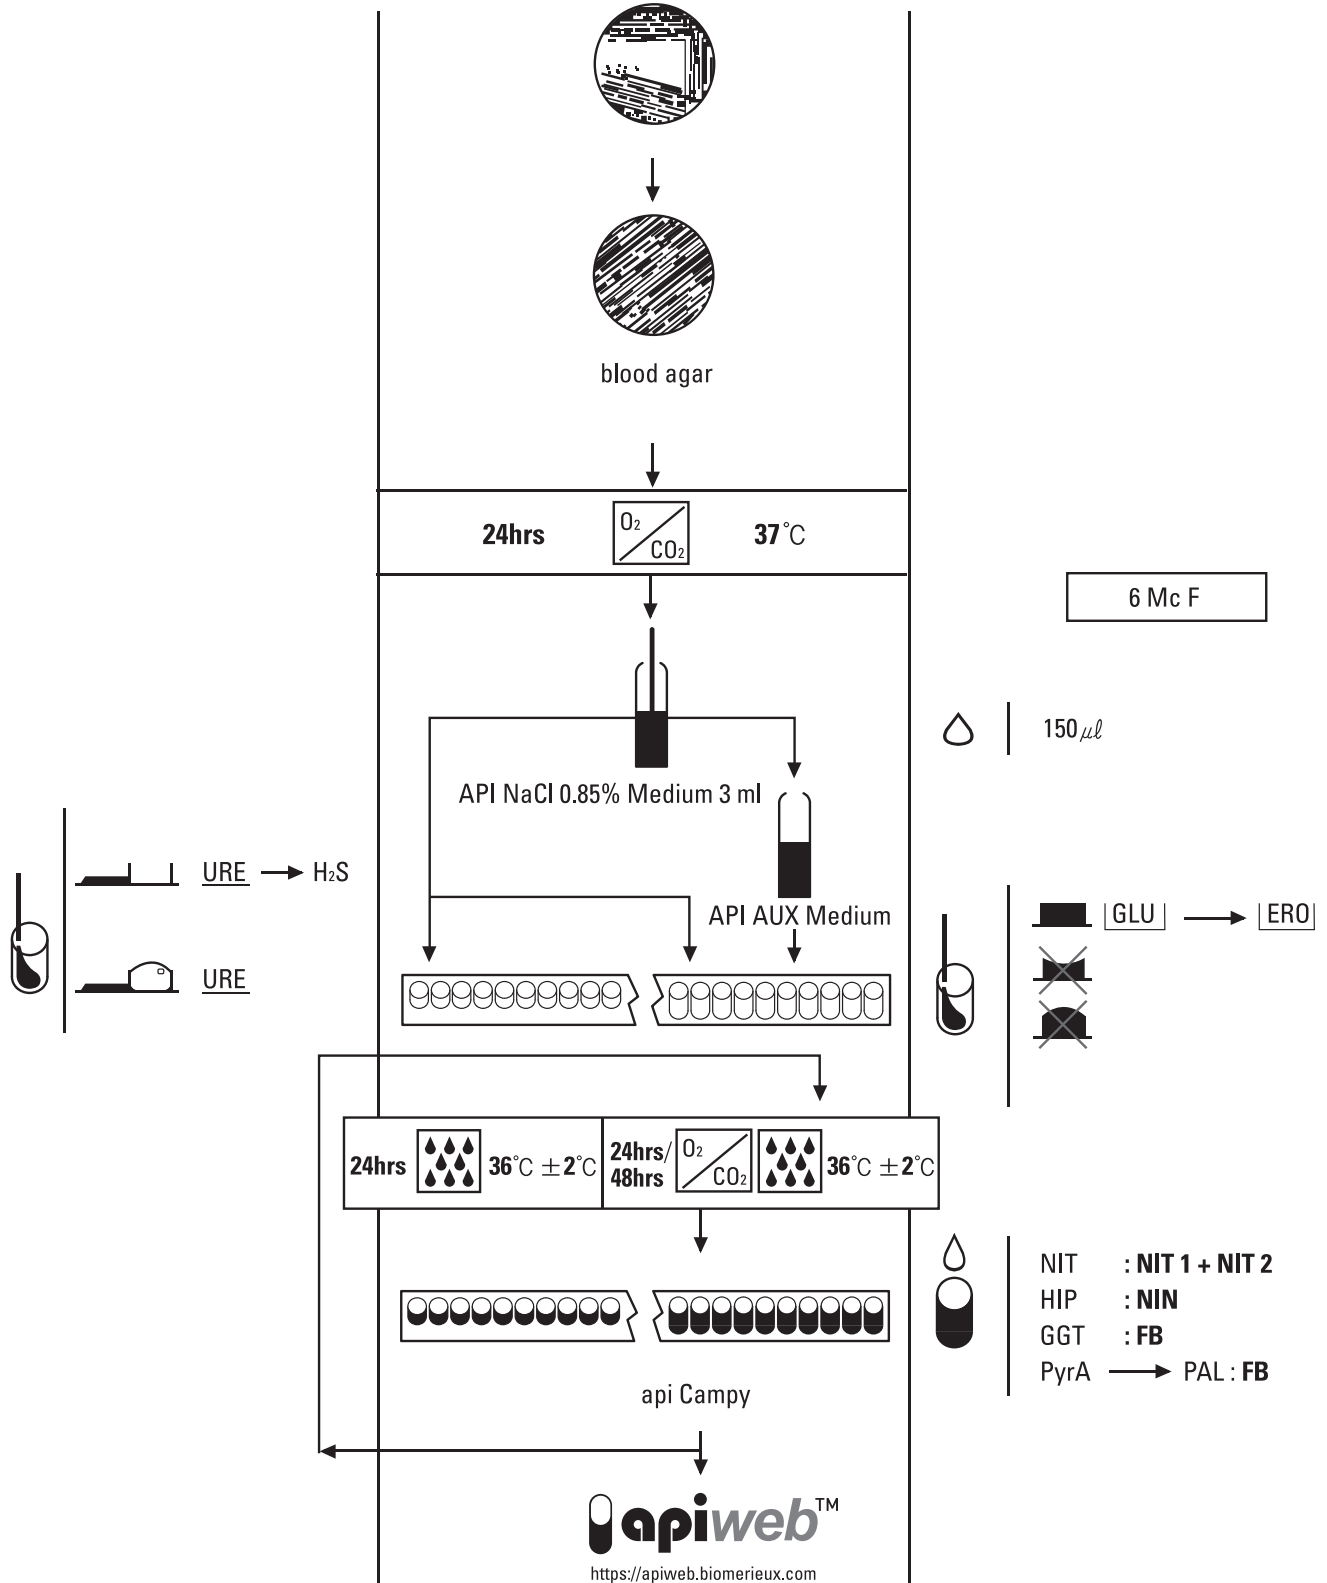 blood agar
24hrs O₂/CO₂ 37°C
6 Mc F
150 µℓ
API NaCl 0.85% Medium 3 ml
URE → H₂S
API AUX Medium
GLU → ERO
URE
24hrs 36°C ±2°C 24hrs/48hrs O₂/CO₂ 36°C ±2°C
NIT : NIT 1 + NIT 2
HIP : NIN
GGT : FB
PyrA → PAL : FB
api Campy
apiweb™
https://apiweb.biomerieux.com